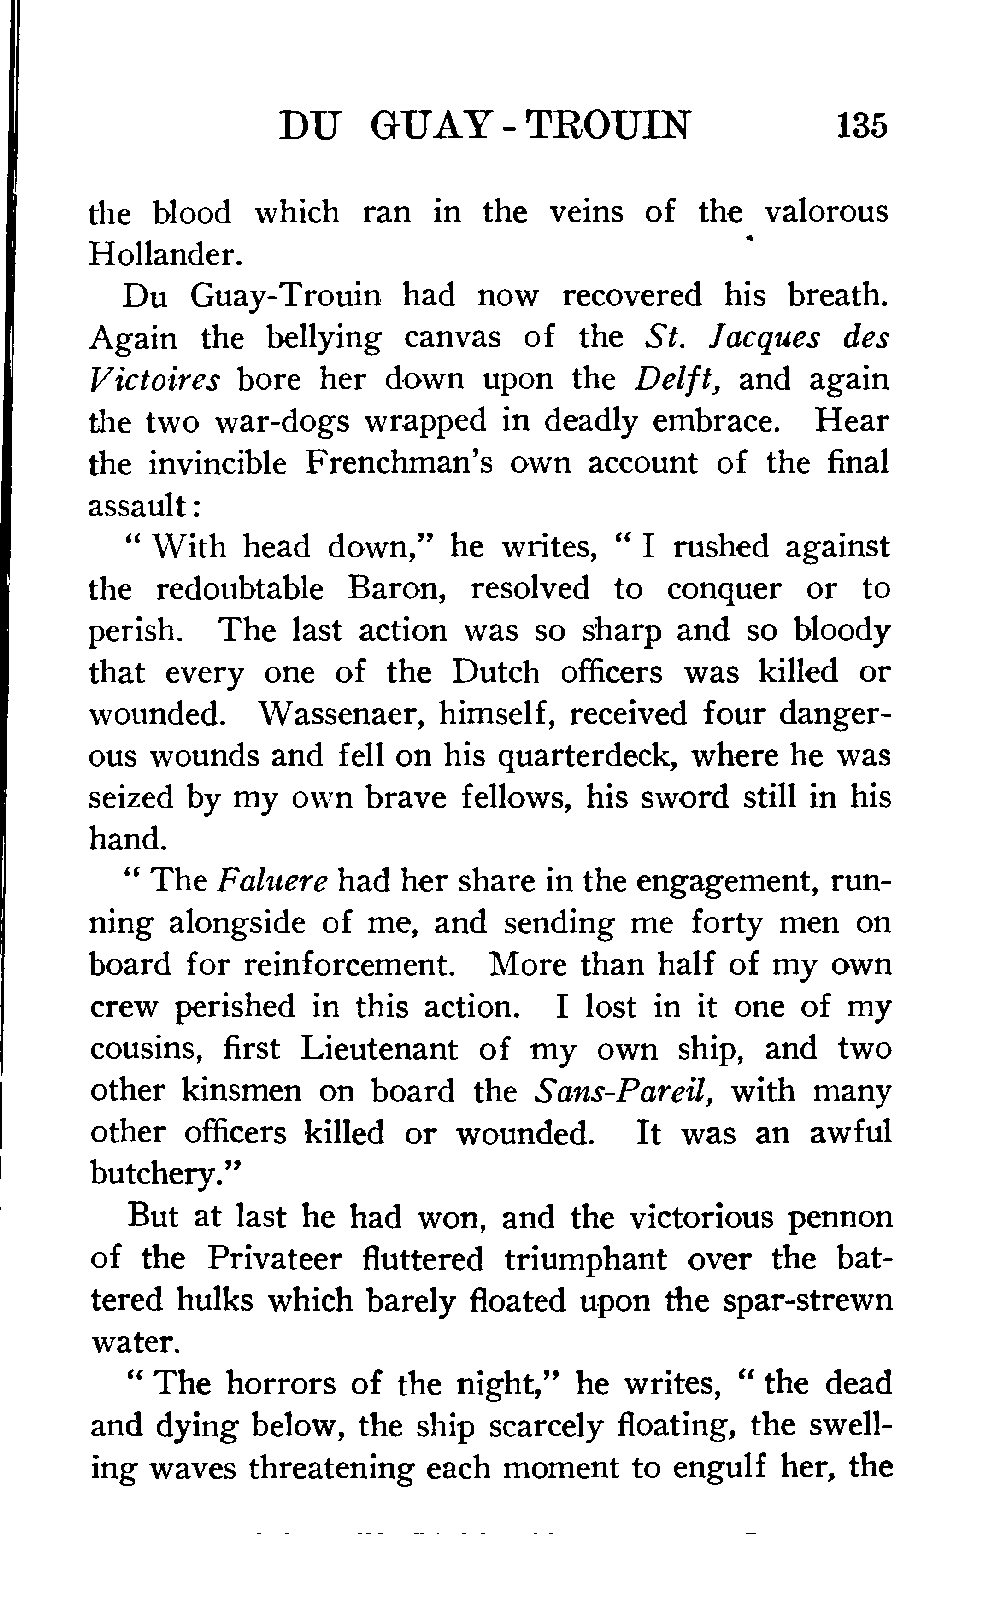 DU GUAY-TROUIN 135
the blood which ran in the veins of the valorous
Hollander.
Du Guay-Trouin had now recovered his breath.
Again the bellying canvas of the St. Jacques des
Victoires bore her down upon the Delft, and again
the two war-dogs wrapped in deadly embrace. Hear
the invincible Frenchman's own account of the final
assault:
"With head down," he writes, "I rushed against
the redoubtable Baron, resolved to conquer or to
perish. The last action was so sharp and so bloody
that every one of the Dutch officers was killed or
wounded. Wassenaer, himself, received four danger-
ous wounds and fell on his quarterdeck, where he was
seized by my own brave fellows, his sword still in his
hand.
"The Faluere had her share in the engagement, run-
ning alongside of me, and sending me forty men on
board for reinforcement. More than half of my own
crew perished in this action. I lost in it one of my
cousins, first Lieutenant of my own ship, and two
other kinsmen on board the Sans-Pareil, with many
other officers killed or wounded. It was an awful
butchery."
But at last he had won, and the victorious pennon
of the Privateer fluttered triumphant over the bat-
tered hulks which barely floated upon the spar-strewn
water.
"The horrors of the night," he writes, "the dead
and dying below, the ship scarcely floating, the swell-
ing waves threatening each moment to engulf her, the